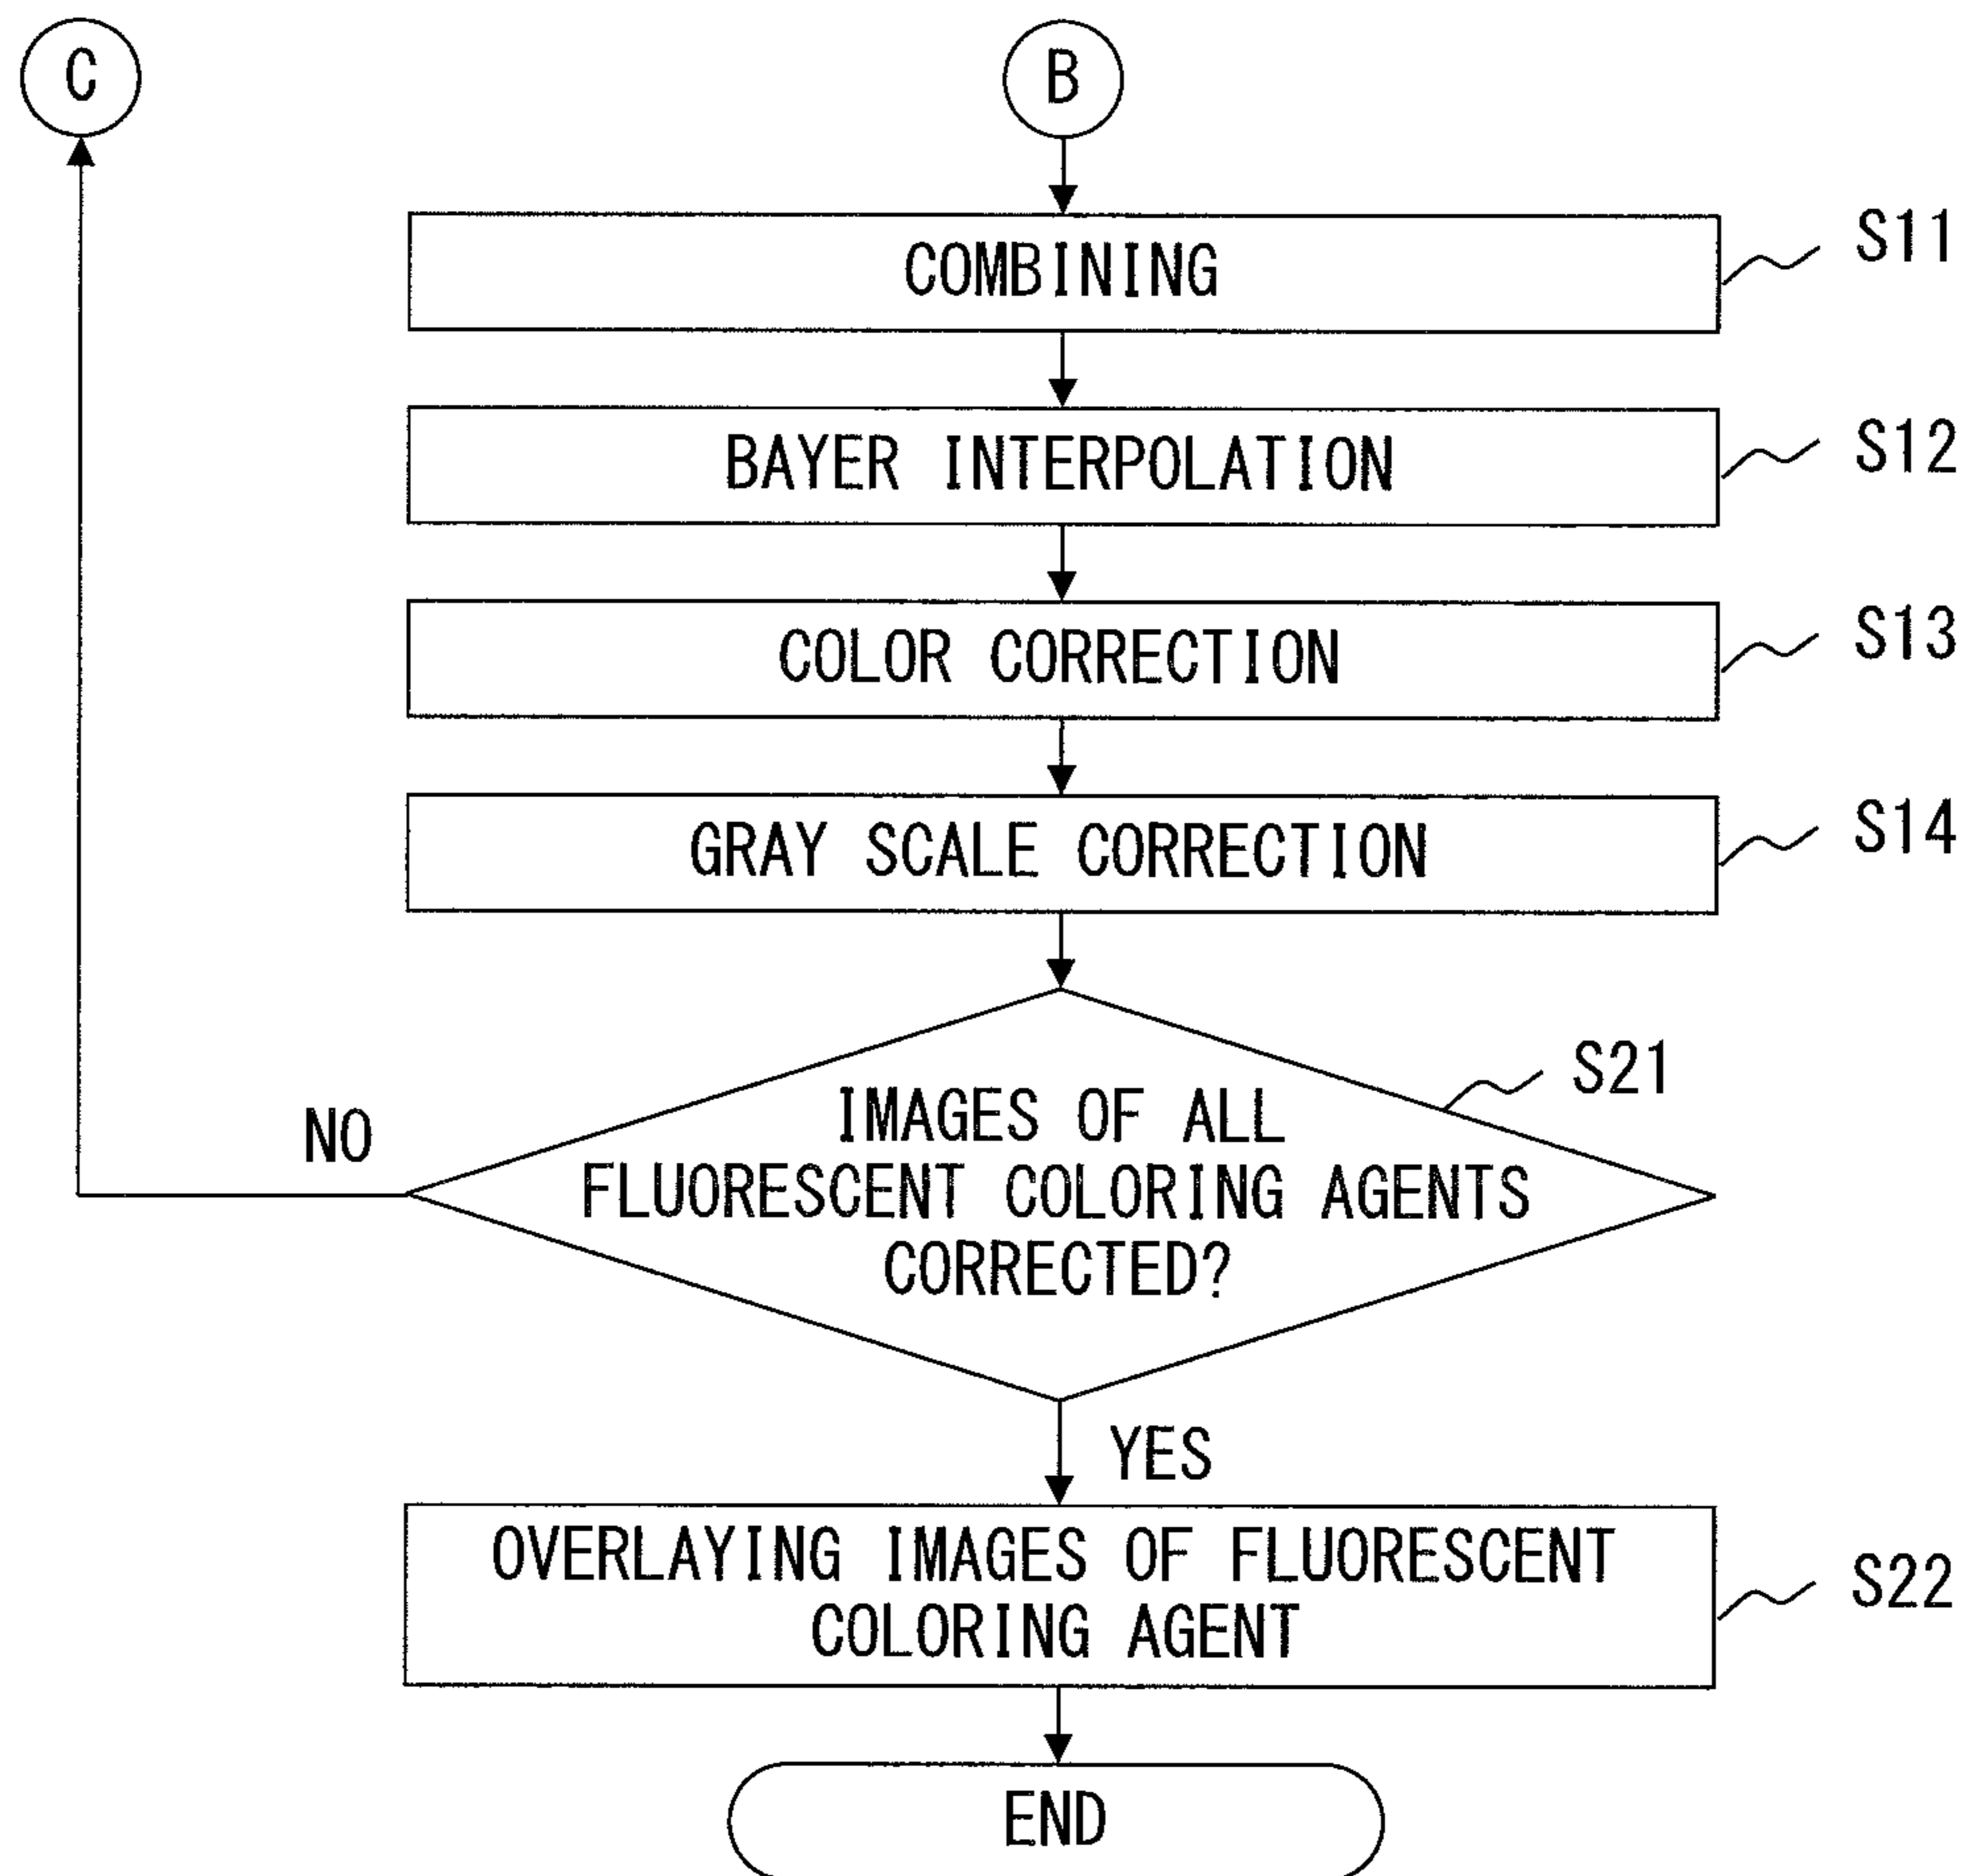 C
B
COMBINING
S11
BAYER INTERPOLATION
S12
COLOR CORRECTION
S13
GRAY SCALE CORRECTION
S14
S21
IMAGES OF ALL
FLUORESCENT COLORING AGENTS
CORRECTED?
NO
YES
OVERLAYING IMAGES OF FLUORESCENT
COLORING AGENT
S22
END